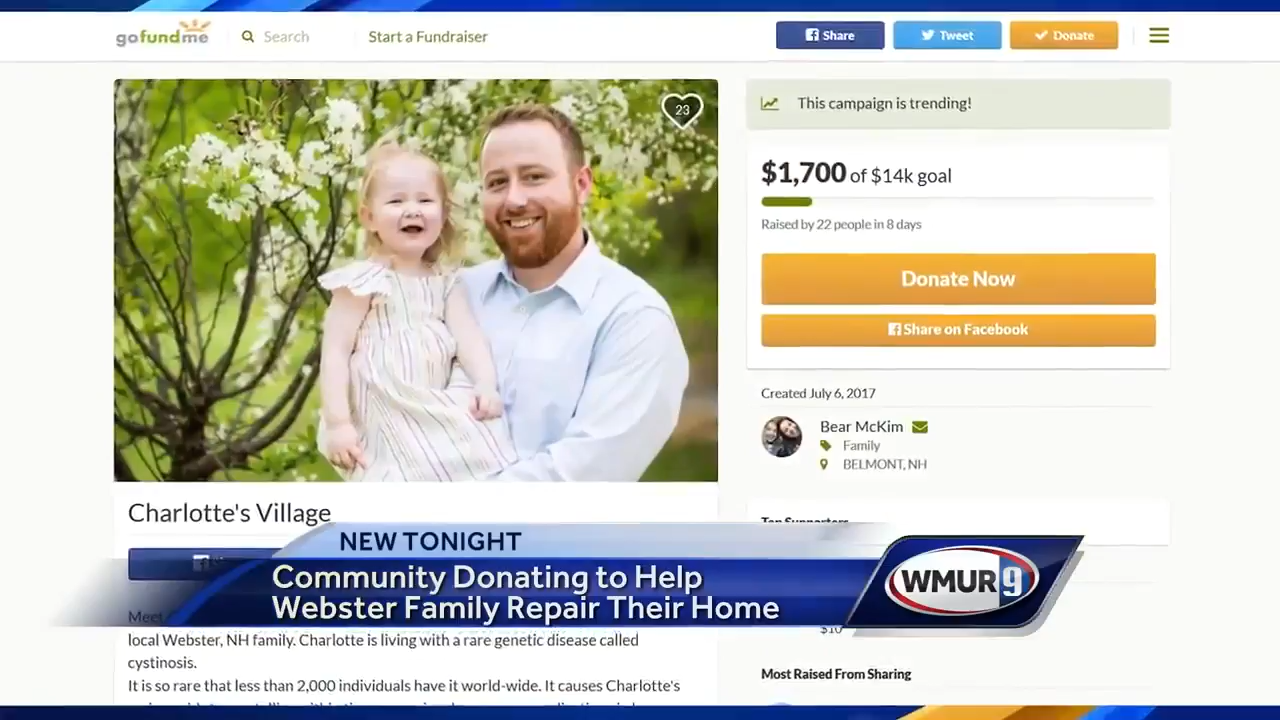 gofundme
Search
Start a Fundraiser
Share
Tweet
Donate
23
This campaign is trending!
$1,700 of $14k goal
Raised by 22 people in 8 days
Donate Now
Share on Facebook
Created July 6, 2017
Bear McKim
Family
BELMONT, NH
Charlotte's Village
Top Supporters
NEW TONIGHT
Community Donating to Help
Webster Family Repair Their Home
WMUR 9
Meet
local Webster, NH family. Charlotte is living with a rare genetic disease called
cystinosis.
It is so rare that less than 2,000 individuals have it world-wide. It causes Charlotte's
$10
Most Raised From Sharing